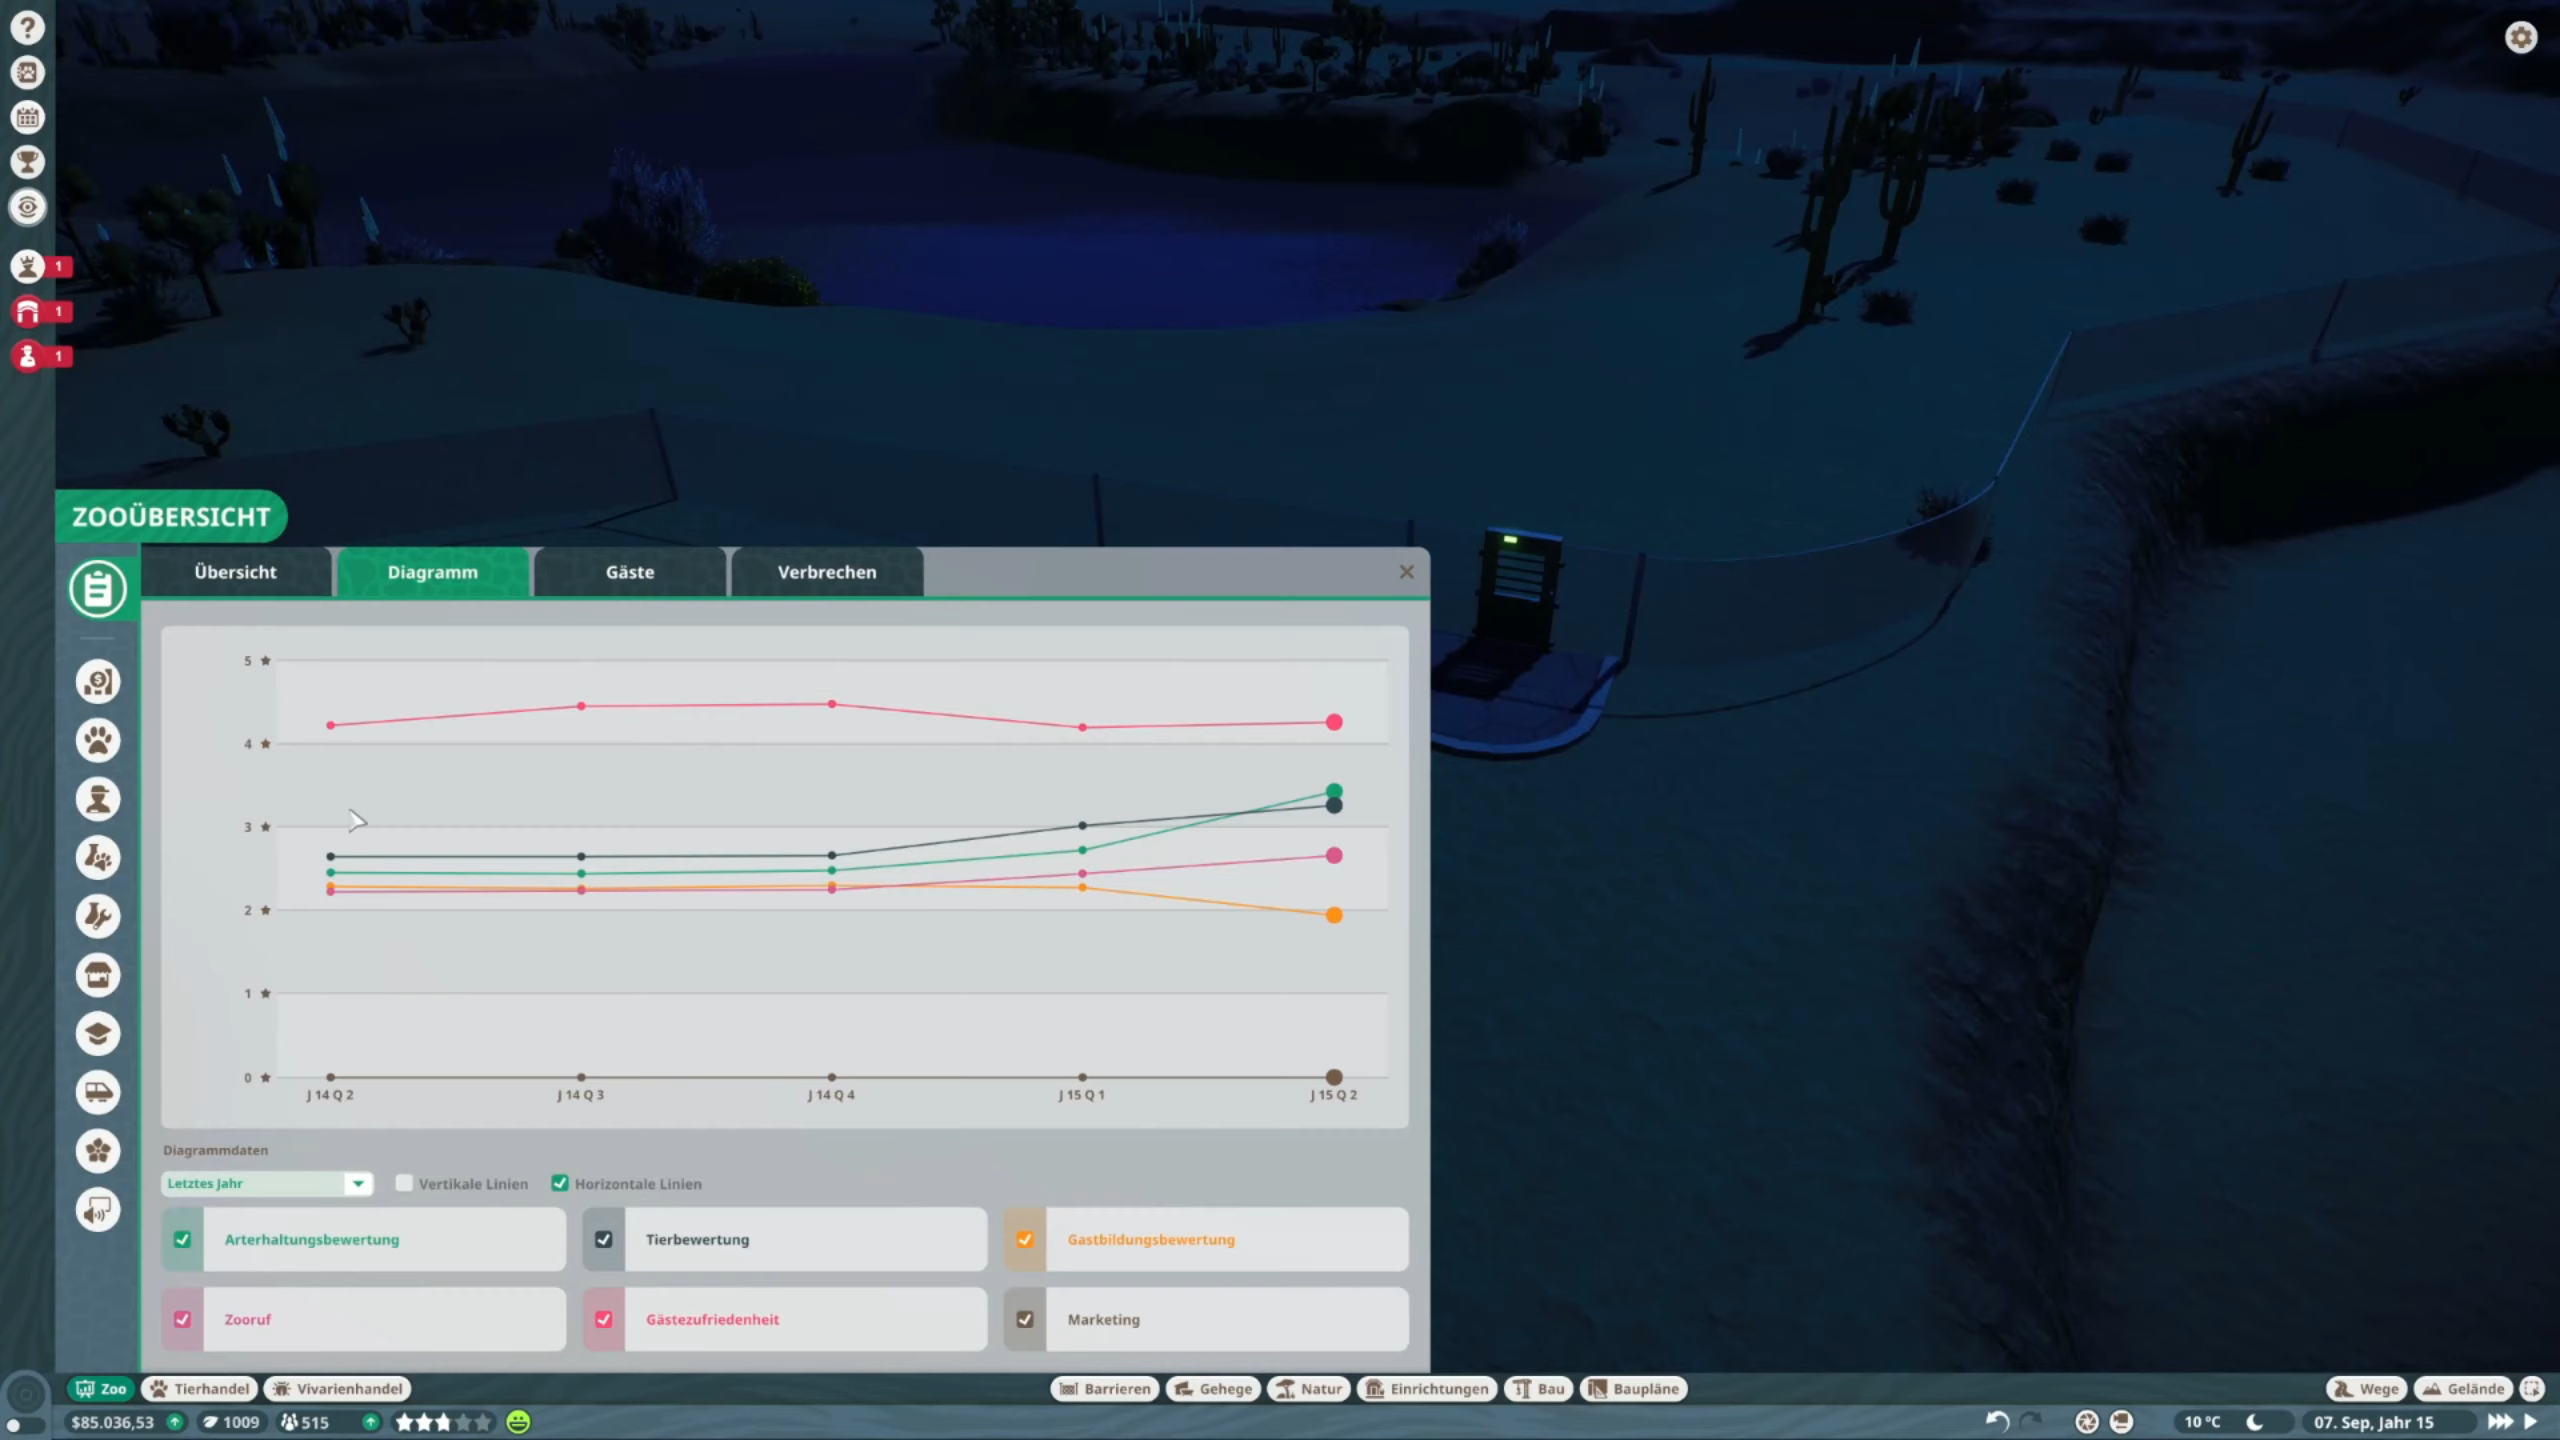 ?
1
1
1
ZOOÜBERSICHT
Übersicht Diagramm Gäste Verbrechen
5
4
3
2
1
0
J 14 Q 2 J 14 Q 3 J 14 Q 4 J 15 Q 1 J 15 Q 2
Diagrammdaten
Letztes Jahr Vertikale Linien Horizontale Linien
Arterhaltungsbewertung Tierbewertung Gastbildungsbewertung
Zooruf Gästezufriedenheit Marketing
Zoo Tierhandel Vivarienhandel Barrieren Gehege Natur Einrichtungen Bau Baupläne Wege Gelände
$85.036,53 1009 515 10 °C 07. Sep, Jahr 15